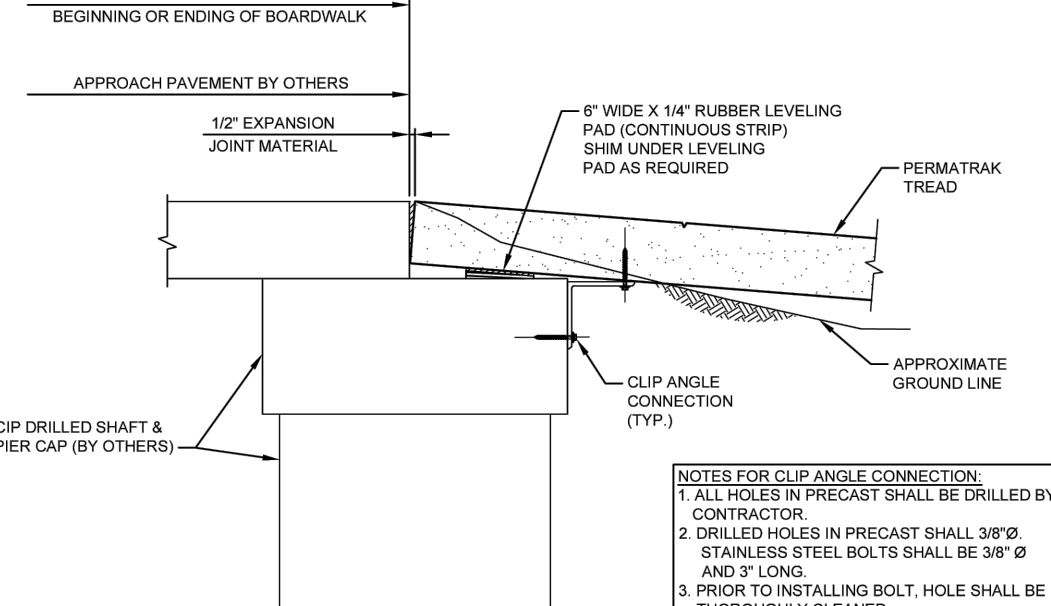 BEGINNING OR ENDING OF BOARDWALK
APPROACH PAVEMENT BY OTHERS
1/2" EXPANSION
JOINT MATERIAL
6" WIDE X 1/4" RUBBER LEVELING
PAD (CONTINUOUS STRIP)
SHIM UNDER LEVELING
PAD AS REQUIRED
PERMATRAK
TREAD
APPROXIMATE
GROUND LINE
CLIP ANGLE
CONNECTION
(TYP.)
CIP DRILLED SHAFT &
PIER CAP (BY OTHERS)
NOTES FOR CLIP ANGLE CONNECTION:
1. ALL HOLES IN PRECAST SHALL BE DRILLED BY
CONTRACTOR.
2. DRILLED HOLES IN PRECAST SHALL 3/8"Ø.
STAINLESS STEEL BOLTS SHALL BE 3/8" Ø
AND 3" LONG.
3. PRIOR TO INSTALLING BOLT, HOLE SHALL BE
THOROUGHLY CLEANED